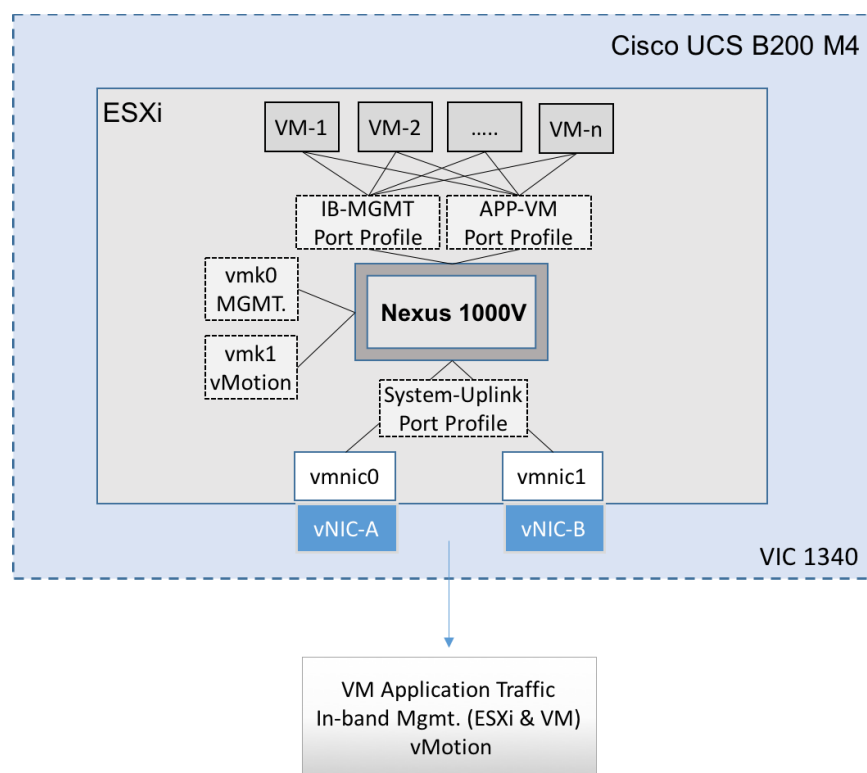 Cisco UCS B200 M4
ESXi
VM-1
VM-2
.....
VM-n
IB-MGMT
Port Profile
APP-VM
Port Profile
vmk0
MGMT.
Nexus 1000V
vmk1
vMotion
System-Uplink
Port Profile
vmnic0
vmnic1
vNIC-A
vNIC-B
VIC 1340
VM Application Traffic
In-band Mgmt. (ESXi & VM)
vMotion